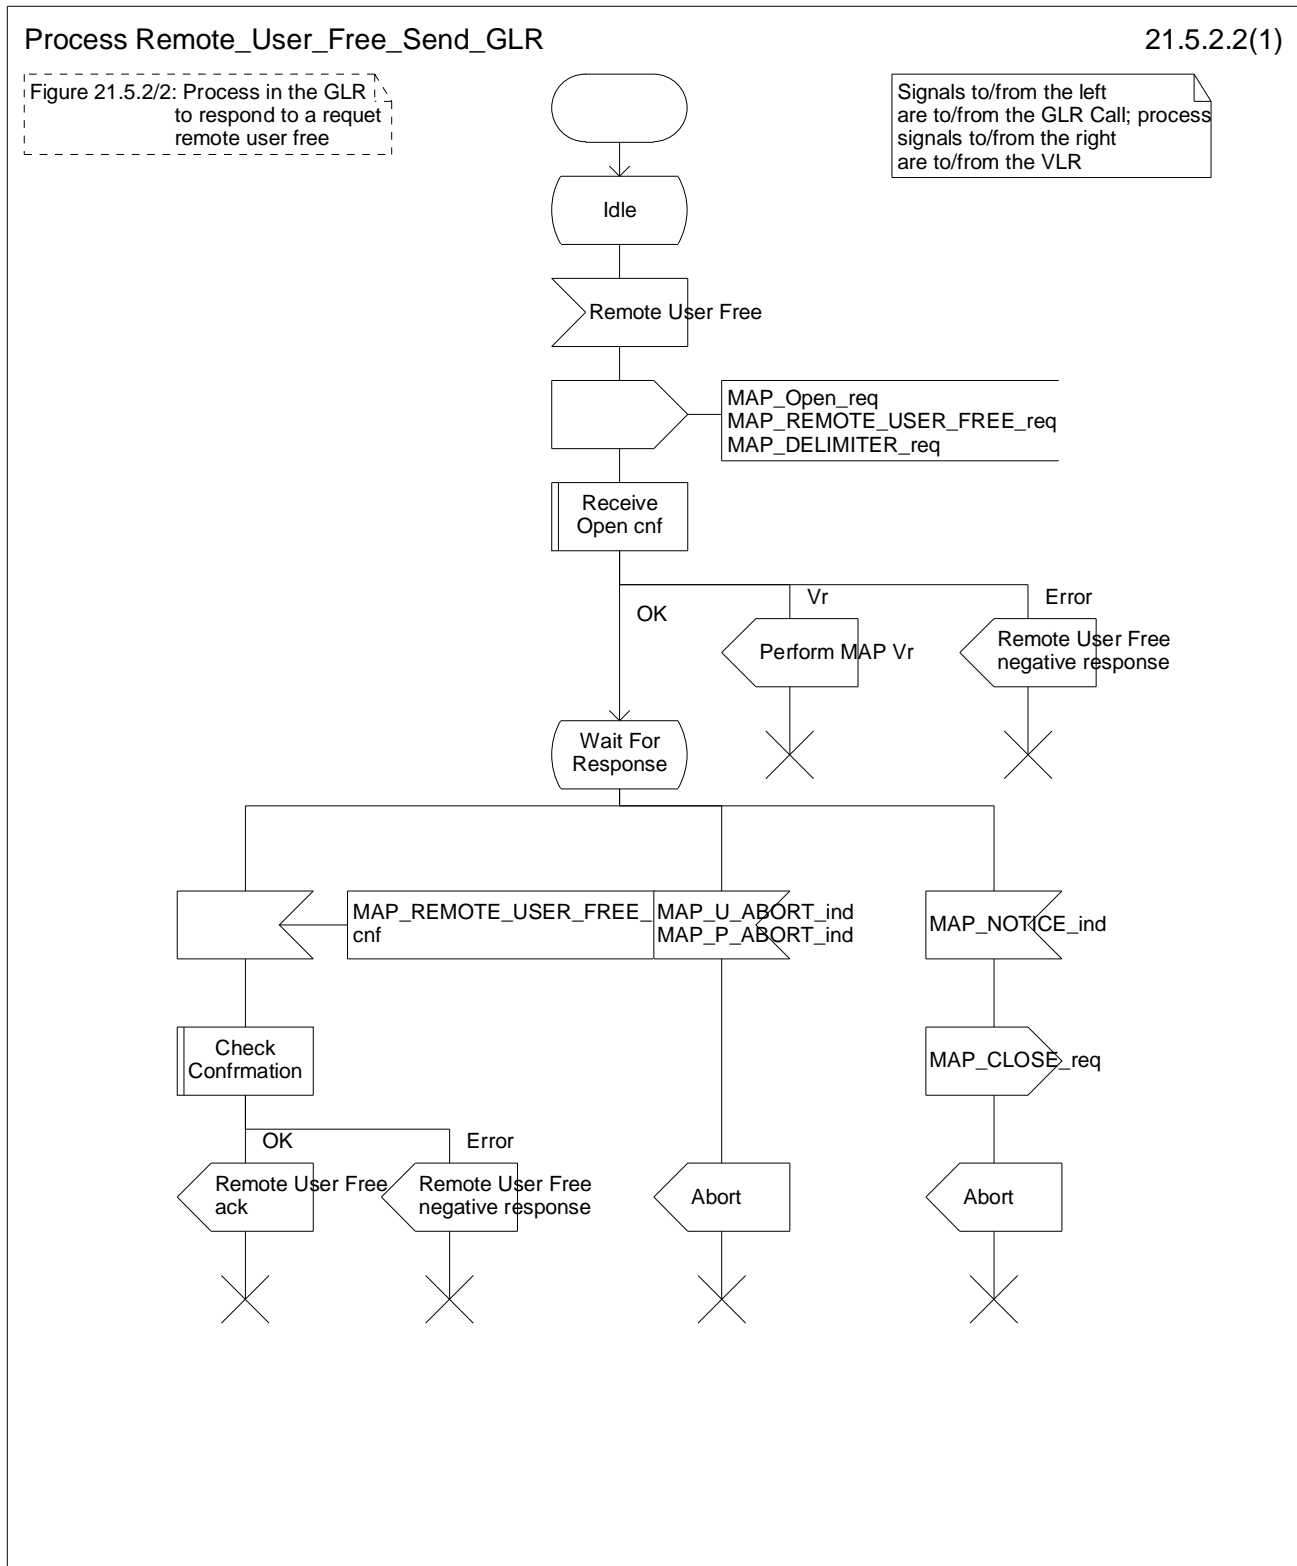 Process Remote_User_Free_Send_GLR
21.5.2.2(1)
Figure 21.5.2/2: Process in the GLR
to respond to a requet
remote user free
Signals to/from the left
are to/from the GLR Call; process
signals to/from the right
are to/from the VLR
Idle
Remote User Free
MAP_Open_req
MAP_REMOTE_USER_FREE_req
MAP_DELIMITER_req
Receive
Open cnf
OK
Vr
Error
Perform MAP Vr
Remote User Free
negative response
Wait For
Response
MAP_REMOTE_USER_FREE_
cnf
MAP_U_ABORT_ind
MAP_P_ABORT_ind
MAP_NOTICE_ind
Check
Confrmation
MAP_CLOSE_req
OK
Error
Remote User Free
ack
Remote User Free
negative response
Abort
Abort